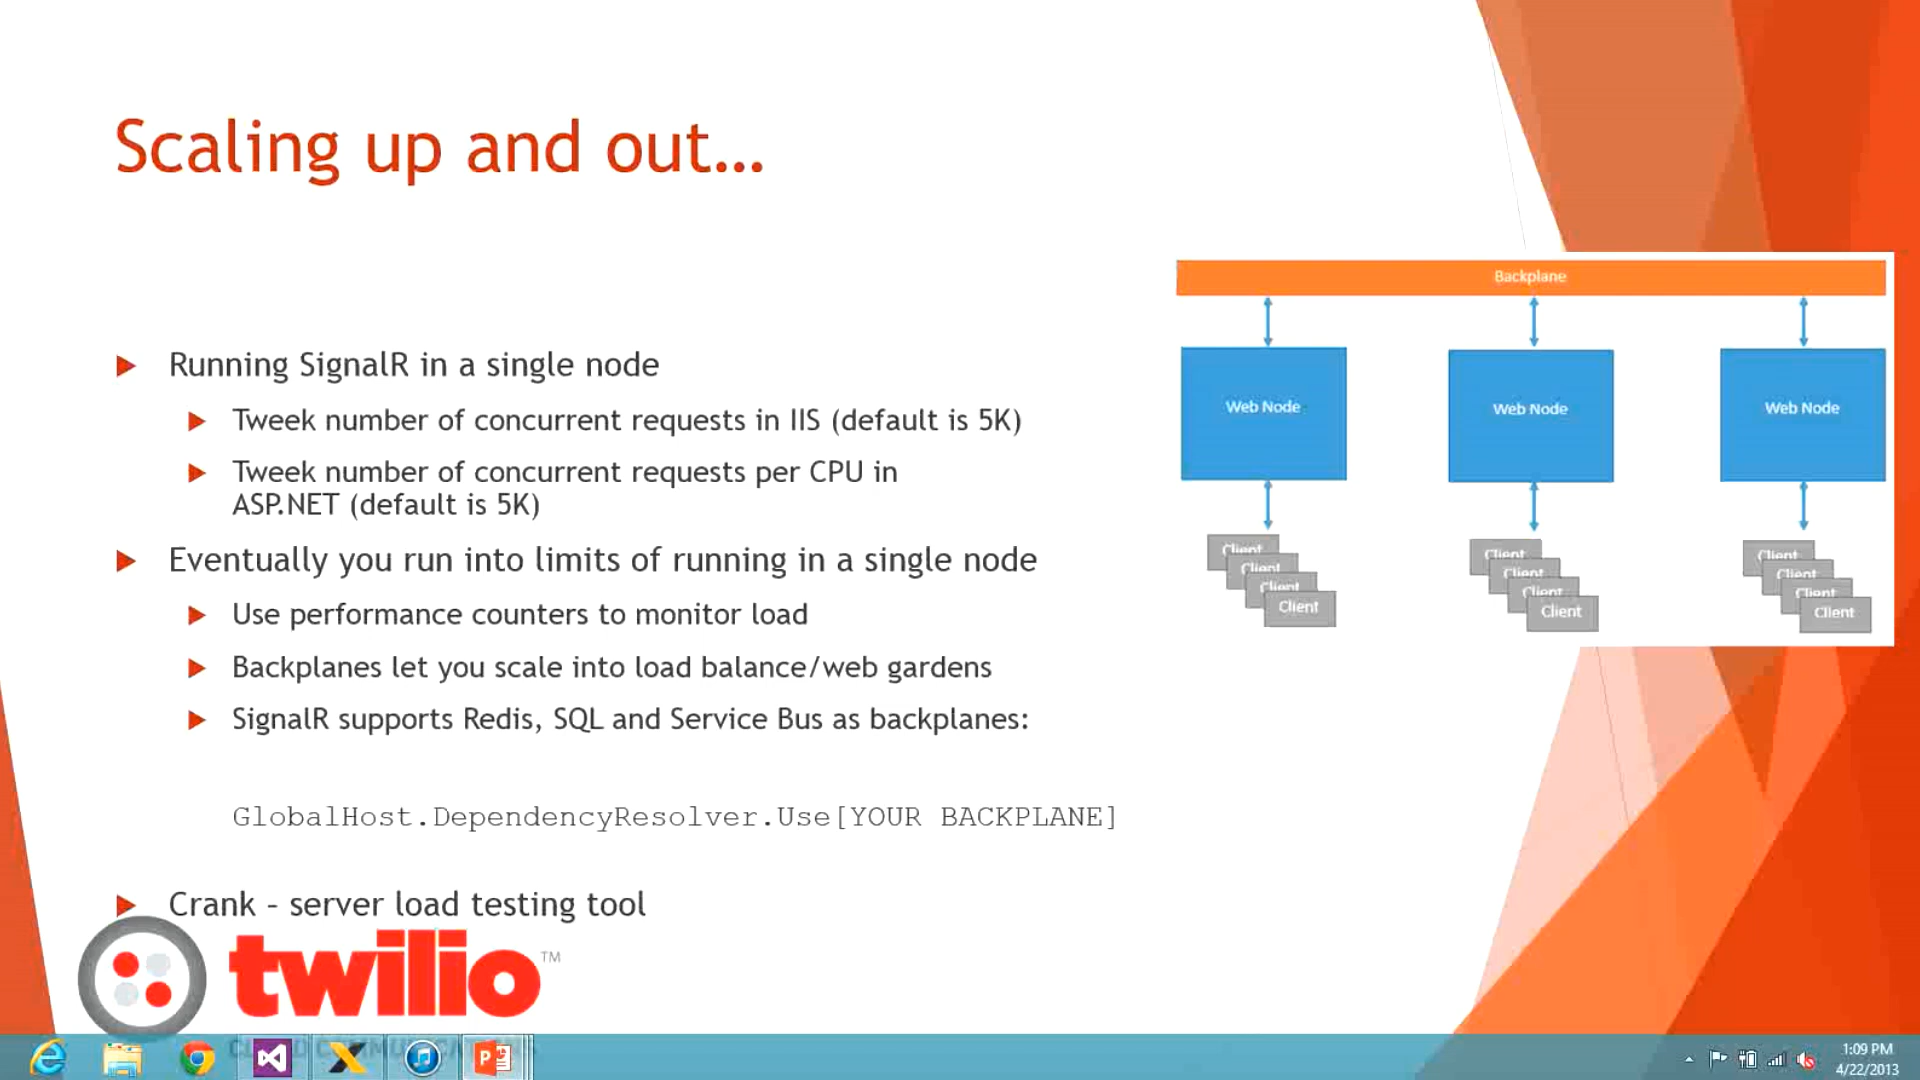 Scaling up and out...
Running SignalR in a single node
Tweek number of concurrent requests in IIS (default is 5K)
Tweek number of concurrent requests per CPU in
ASP.NET (default is 5K)
Eventually you run into limits of running in a single node
Use performance counters to monitor load
Backplanes let you scale into load balance/web gardens
SignalR supports Redis, SQL and Service Bus as backplanes:
GlobalHost.DependencyResolver.Use[YOUR BACKPLANE]
Crank – server load testing tool
Backplane
Web Node
Web Node
Web Node
Client
Client
Client
Client
Client
Client
Client
Client
Client
Client
Client
Client
twilio™
1:09 PM
4/22/2013